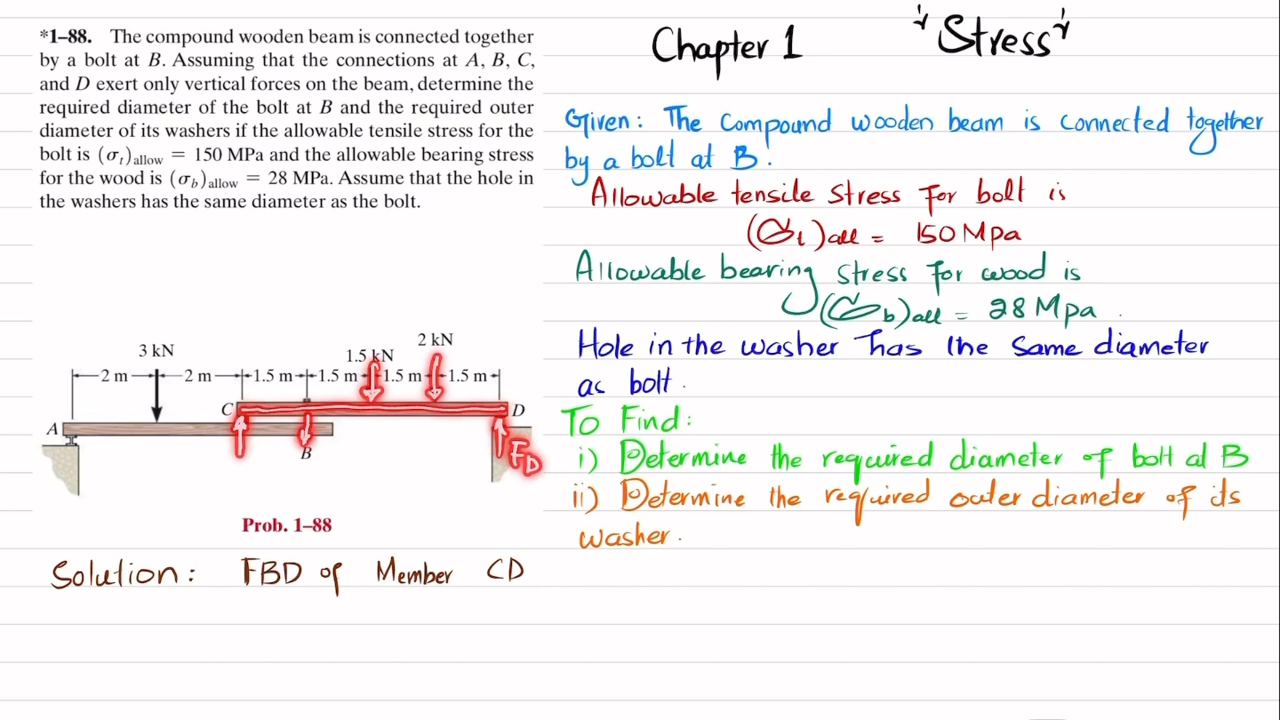 *1–88. The compound wooden beam is connected together
by a bolt at B. Assuming that the connections at A, B, C,
and D exert only vertical forces on the beam, determine the
required diameter of the bolt at B and the required outer
diameter of its washers if the allowable tensile stress for the
bolt is (σt)allow = 150 MPa and the allowable bearing stress
for the wood is (σb)allow = 28 MPa. Assume that the hole in
the washers has the same diameter as the bolt.
Chapter 1 "Stress"
Given: The Compound wooden beam is connected together
by a bolt at B.
Allowable tensile stress for bolt is
(σt)all = 150 Mpa
Allowable bearing stress for wood is
(σb)all = 28 Mpa.
Hole in the washer has the same diameter
as bolt.
To Find:
i) Determine the required diameter of bolt at B
ii) Determine the required outer diameter of its
washer.
2 kN
3 kN
1.5 kN
2 m 2 m 1.5 m 1.5 m 1.5 m 1.5 m
C D
A
B
FD
Prob. 1–88
Solution: FBD of Member CD